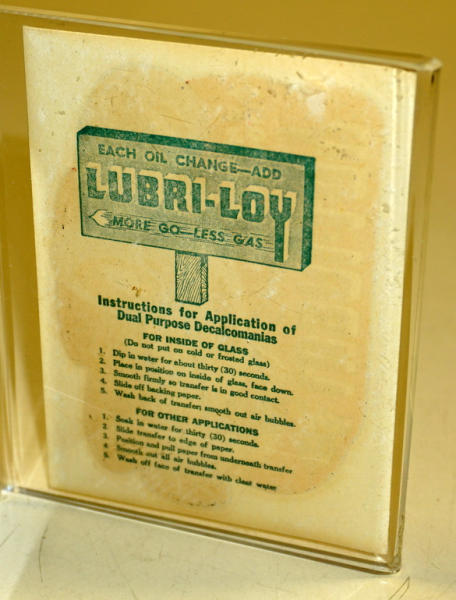 EACH OIL CHANGE—ADD
LUBRI-LOY
MORE GO—LESS GAS
Instructions for Application of
Dual Purpose Decalcomanias
FOR INSIDE OF GLASS
(Do not put on cold or frosted glass)
1. Dip in water for about thirty (30) seconds.
2. Place in position on inside of glass, face down.
3. Smooth firmly so transfer is in good contact.
4. Slide off backing paper.
5. Wash back of transfer; smooth out air bubbles.
FOR OTHER APPLICATIONS
1. Soak in water for thirty (30) seconds.
2. Slide transfer to edge of paper.
3. Position and pull paper from underneath transfer
4. Smooth out all air bubbles.
5. Wash off face of transfer with clear water